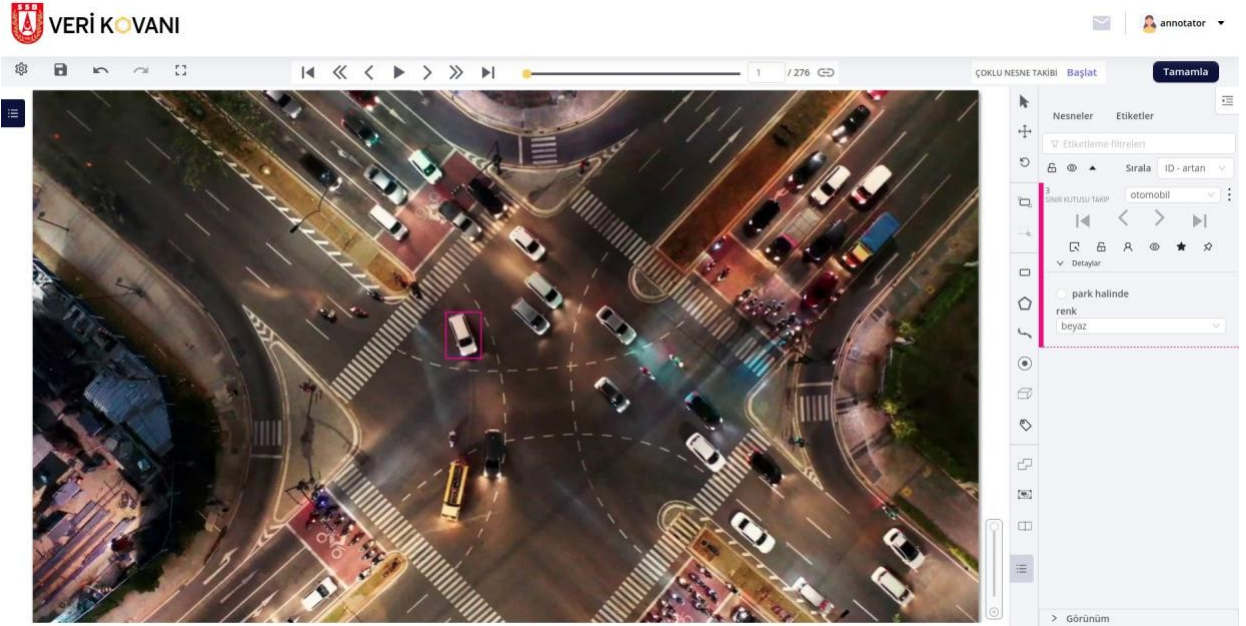 SSB
VERİ KOVANI
annotator
1 / 276
ÇOKLU NESNE TAKİBİ Başlat
Tamamla
Nesneler Etiketler
Etiketleme filtreleri
Sırala ID - artan
3
SINIR KUTUSU TAKİP
otomobil
Detaylar
park halinde
renk
beyaz
Görünüm